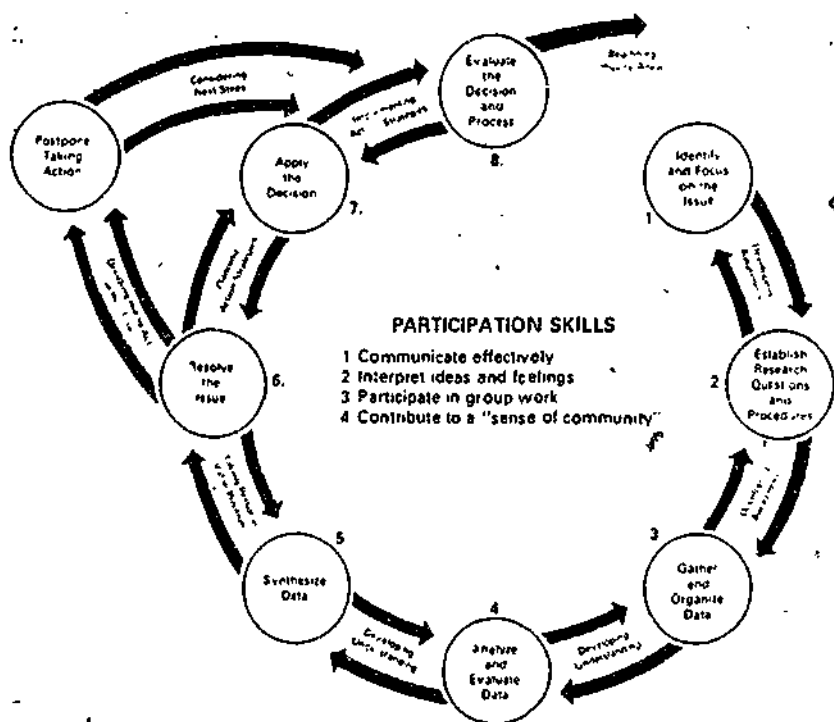 Evaluate
the
Decision
and
Process
8.
Beginning
Considering
Next Steps
Postpone
Taking
Action
Apply
the
Decision
7.
Identify
and Focus
on the
Issue
1
PARTICIPATION SKILLS
1 Communicate effectively
2 Interpret ideas and feelings
3 Participate in group work
4 Contribute to a "sense of community"
Establish
Research
Questions
and
Procedures
2
Resolve
the
Issue
6.
3
Gather
and
Organize
Data
5
Synthesize
Data
4
Analyze
and
Evaluate
Data
Developing
Understanding
Developing
Understanding